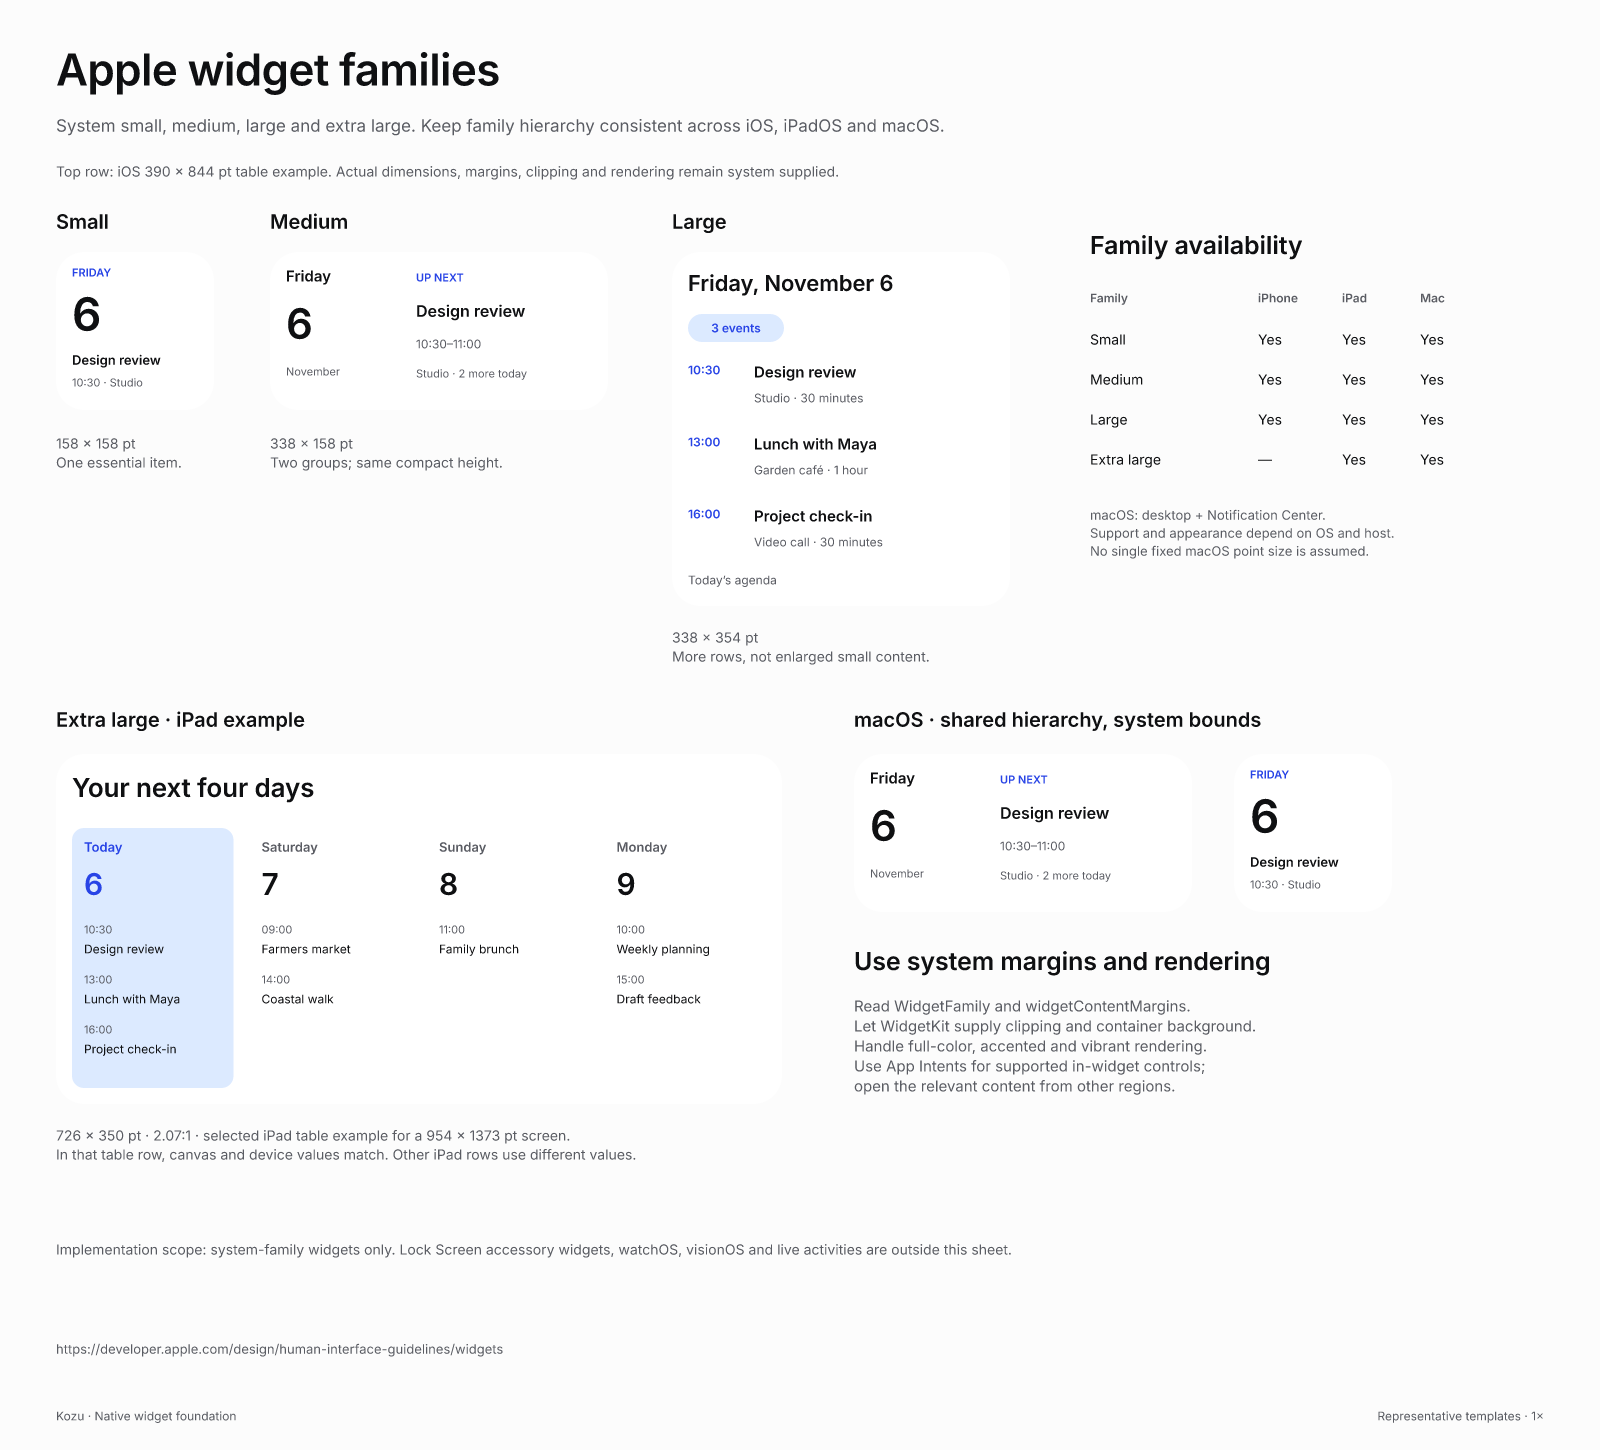 Apple widget families
System small, medium, large and extra large. Keep family hierarchy consistent across iOS, iPadOS and macOS.
Top row: iOS 390 × 844 pt table example. Actual dimensions, margins, clipping and rendering remain system supplied.
Small
FRIDAY
6
Design review
10:30 · Studio
158 × 158 pt
One essential item.
Medium
Friday
6
November
UP NEXT
Design review
10:30–11:00
Studio · 2 more today
338 × 158 pt
Two groups; same compact height.
Large
Friday, November 6
3 events
10:30
Design review
Studio · 30 minutes
13:00
Lunch with Maya
Garden café · 1 hour
16:00
Project check-in
Video call · 30 minutes
Today’s agenda
338 × 354 pt
More rows, not enlarged small content.
Family availability
Family iPhone iPad Mac
Small Yes Yes Yes
Medium Yes Yes Yes
Large Yes Yes Yes
Extra large — Yes Yes
macOS: desktop + Notification Center.
Support and appearance depend on OS and host.
No single fixed macOS point size is assumed.
Extra large · iPad example
Your next four days
Today
6
10:30
Design review
13:00
Lunch with Maya
16:00
Project check-in
Saturday
7
09:00
Farmers market
14:00
Coastal walk
Sunday
8
11:00
Family brunch
Monday
9
10:00
Weekly planning
15:00
Draft feedback
726 × 350 pt · 2.07:1 · selected iPad table example for a 954 × 1373 pt screen.
In that table row, canvas and device values match. Other iPad rows use different values.
macOS · shared hierarchy, system bounds
Friday
6
November
UP NEXT
Design review
10:30–11:00
Studio · 2 more today
FRIDAY
6
Design review
10:30 · Studio
Use system margins and rendering
Read WidgetFamily and widgetContentMargins.
Let WidgetKit supply clipping and container background.
Handle full-color, accented and vibrant rendering.
Use App Intents for supported in-widget controls;
open the relevant content from other regions.
Implementation scope: system-family widgets only. Lock Screen accessory widgets, watchOS, visionOS and live activities are outside this sheet.
https://developer.apple.com/design/human-interface-guidelines/widgets
Kozu · Native widget foundation
Representative templates · 1×